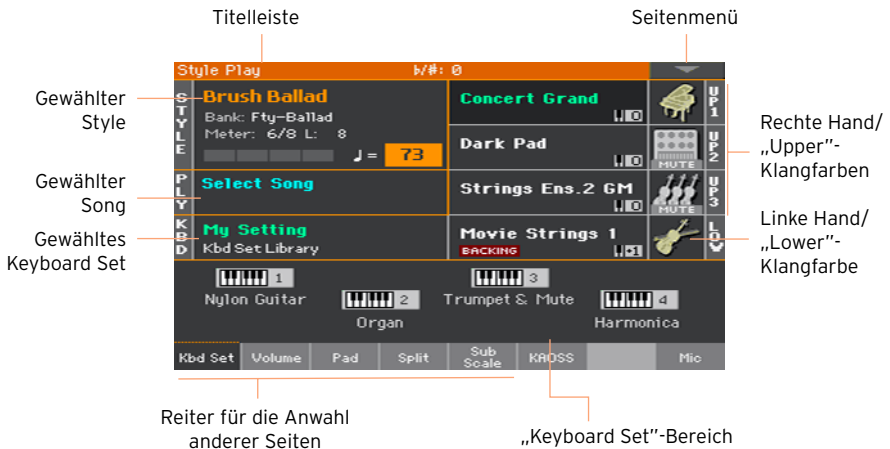 Titelleiste
Seitenmenü
Style Play ♭/#: 0
Gewählter
Style
STYLE
Brush Ballad
Bank: Fty-Ballad
Meter: 6/8 L: 8
♩= 73
Concert Grand
0
UP1
Dark Pad
0
MUTE
UP2
Rechte Hand/
„Upper"-
Klangfarben
Gewählter
Song
PLY
Select Song
Strings Ens.2 GM
0
MUTE
UP3
Gewähltes
Keyboard Set
KBD
My Setting
Kbd Set Library
Movie Strings 1
BACKING
+1
LOW
Linke Hand/
„Lower"-
Klangfarbe
1
Nylon Guitar
2
Organ
3
Trumpet & Mute
4
Harmonica
Kbd Set Volume Pad Split Sub Scale KAOSS Mic
Reiter für die Anwahl
anderer Seiten
„Keyboard Set"-Bereich